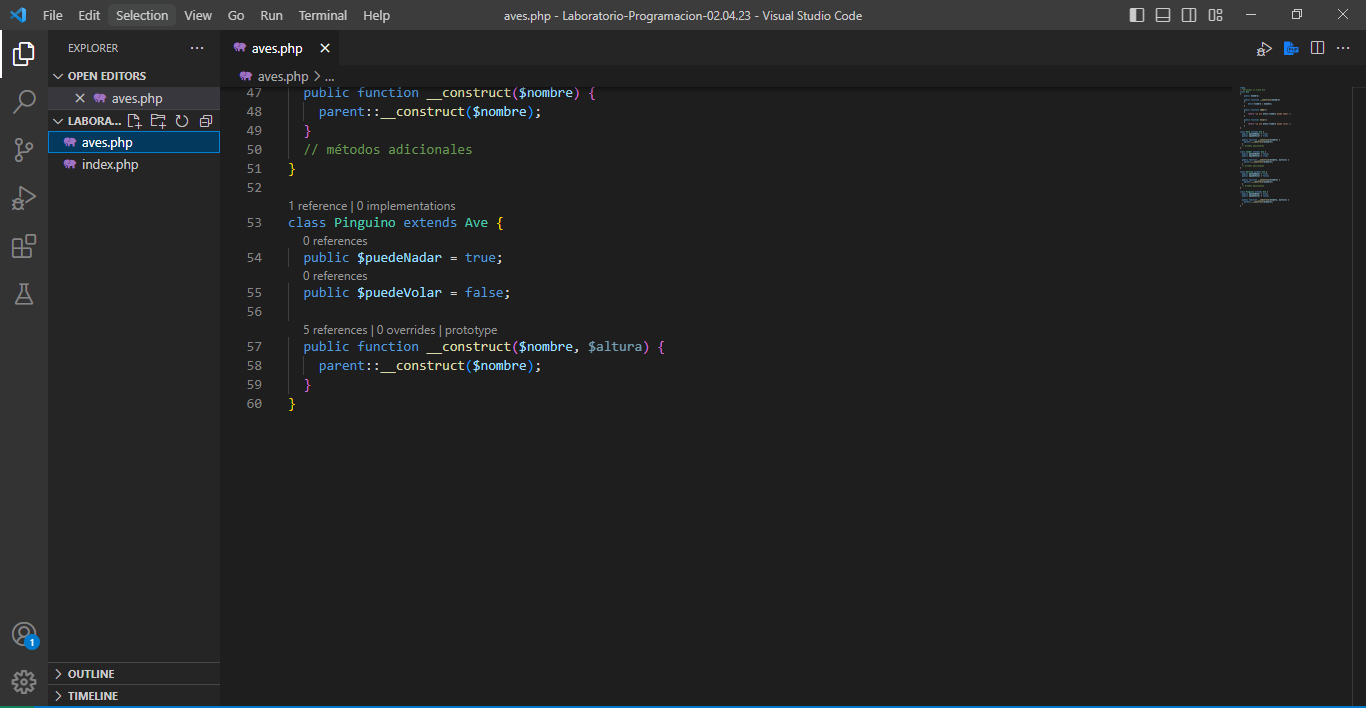 File Edit Selection View Go Run Terminal Help
aves.php - Laboratorio-Programacion-02.04.23 - Visual Studio Code
EXPLORER
OPEN EDITORS
aves.php
LABORA...
aves.php
index.php
OUTLINE
TIMELINE
1
aves.php
aves.php > ...
47 public function __construct($nombre) {
48 parent::__construct($nombre);
49 }
50 // métodos adicionales
51 }
52
1 reference | 0 implementations
53 class Pinguino extends Ave {
0 references
54 public $puedeNadar = true;
0 references
55 public $puedeVolar = false;
56
5 references | 0 overrides | prototype
57 public function __construct($nombre, $altura) {
58 parent::__construct($nombre);
59 }
60 }